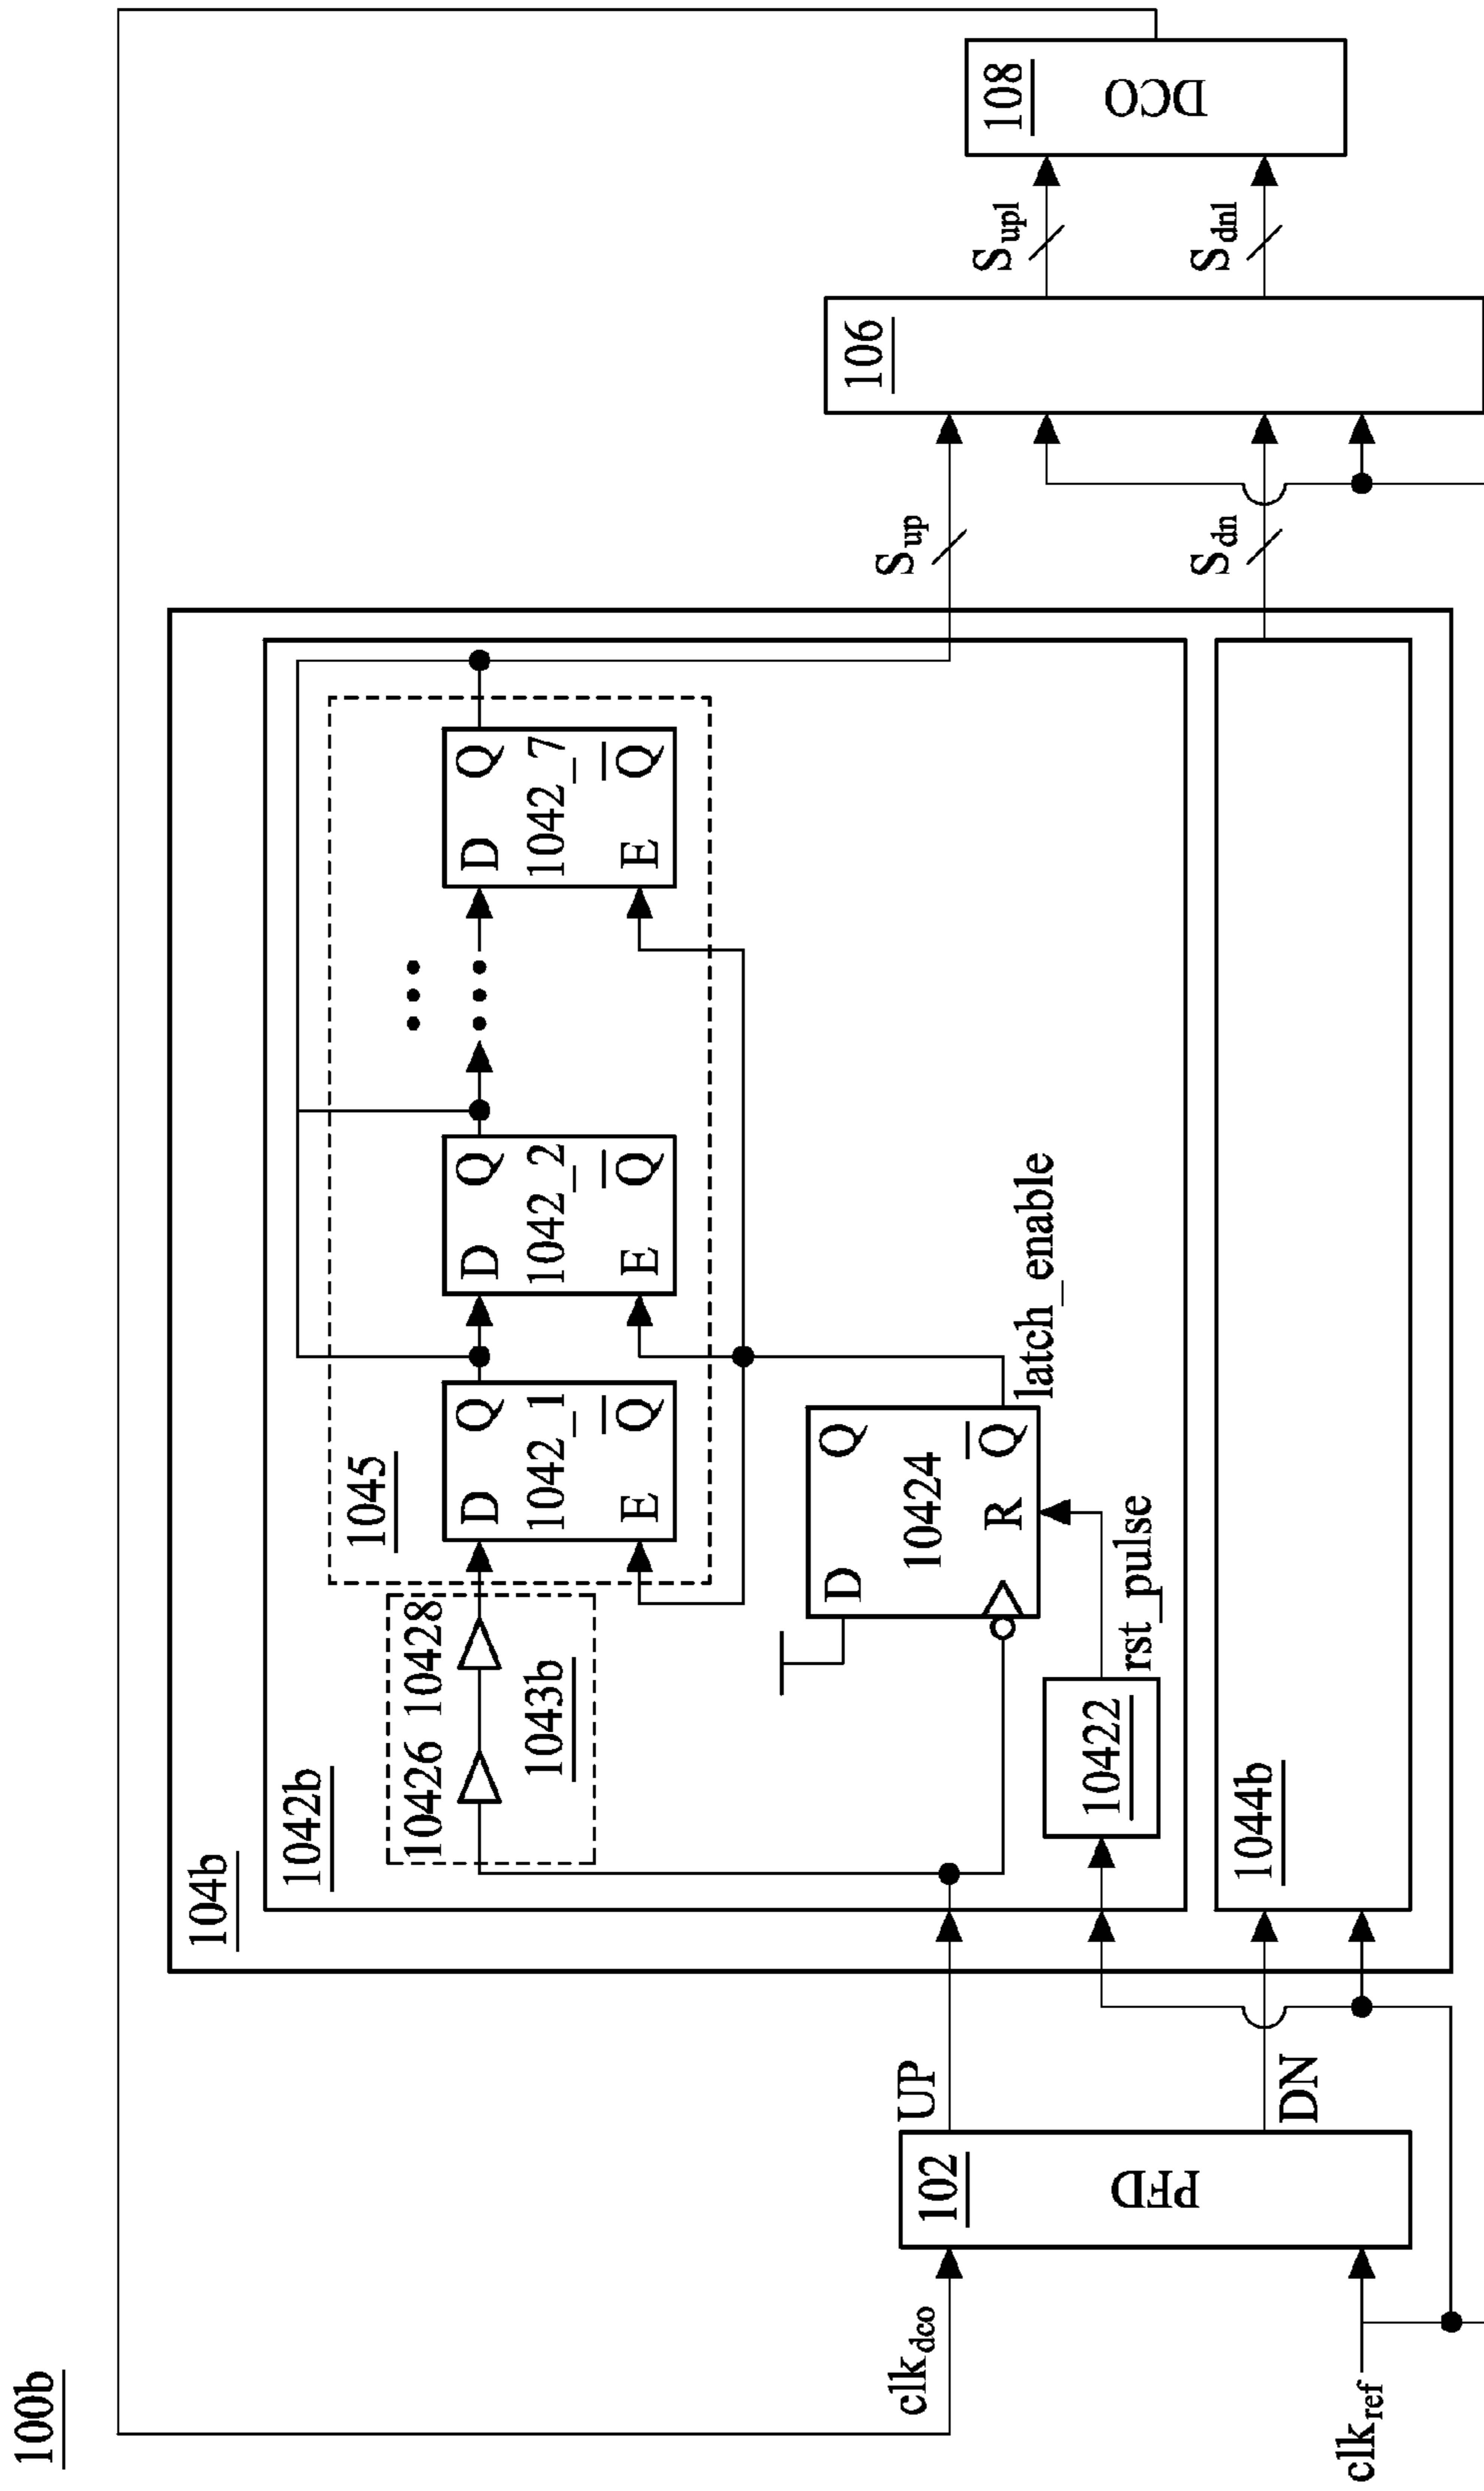 100b
clk_dco
clk_ref
102
PFD
UP
DN
104b
1042b
10426 10428
1043b
1045
D Q
1042_1
E Q̅
D Q
1042_2
E Q̅
D Q
1042_7
E Q̅
D Q
10424
R Q̅
latch_enable
10422
rst_pulse
1044b
S_up
S_dn
106
S_upl
S_dnl
108
DCO